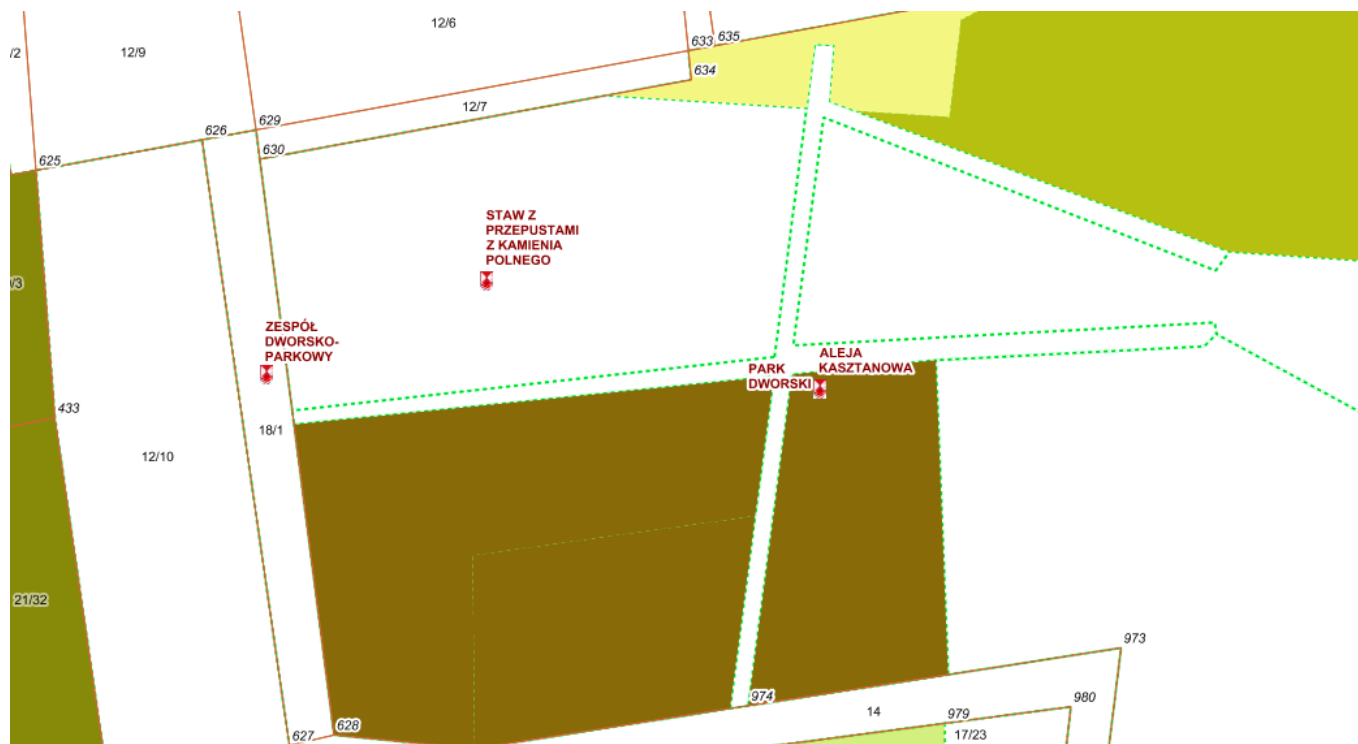 12/6
633
635
/2
12/9
634
12/7
629
626
630
625
STAW Z
PRZEPUSTAMI
Z KAMIENIA
POLNEGO
/3
ZESPÓŁ
DWORSKO-
PARKOWY
ALEJA
KASZTANOWA
PARK
DWORSKI
433
18/1
12/10
21/32
973
974
980
14
979
628
627
17/23